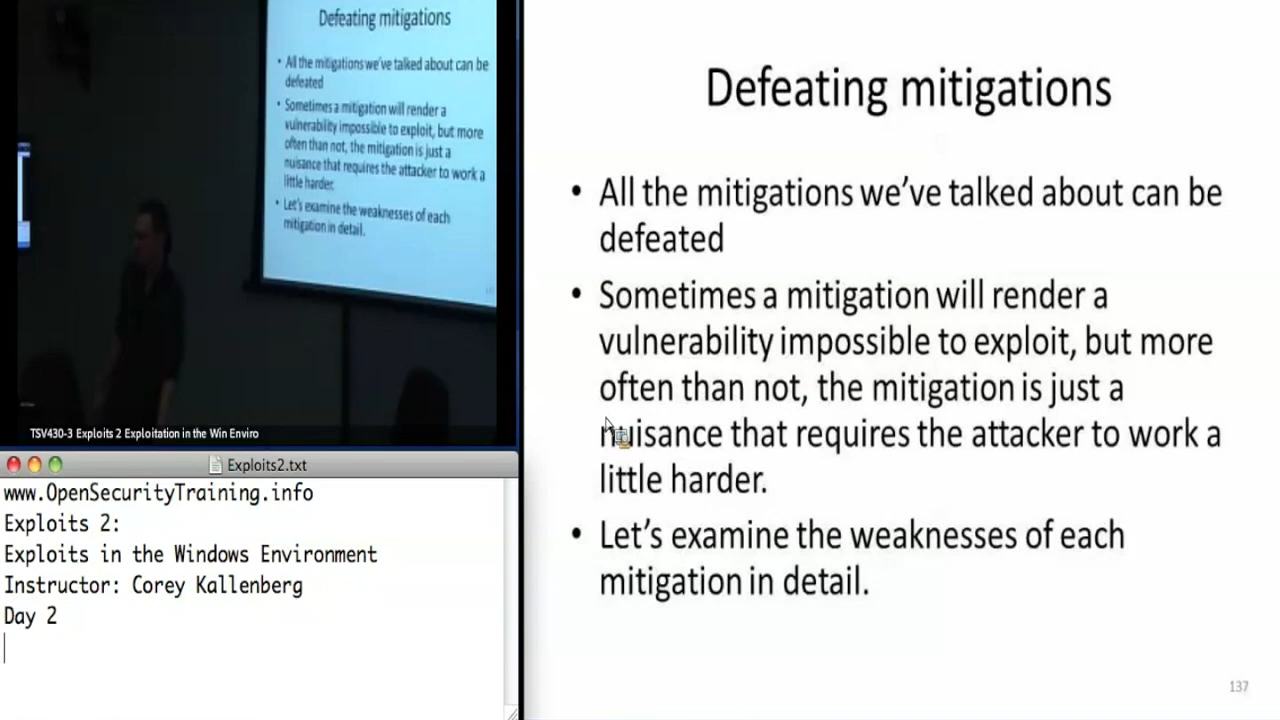 Defeating mitigations
• All the mitigations we've talked about can be
defeated
• Sometimes a mitigation will render a
vulnerability impossible to exploit, but more
often than not, the mitigation is just a
nuisance that requires the attacker to work a
little harder.
• Let's examine the weaknesses of each
mitigation in detail.
TSV430-3 Exploits 2 Exploitation in the Win Enviro
Exploits2.txt
www.OpenSecurityTraining.info
Exploits 2:
Exploits in the Windows Environment
Instructor: Corey Kallenberg
Day 2
Defeating mitigations
• All the mitigations we’ve talked about can be
defeated
• Sometimes a mitigation will render a
vulnerability impossible to exploit, but more
often than not, the mitigation is just a
nuisance that requires the attacker to work a
little harder.
• Let’s examine the weaknesses of each
mitigation in detail.
137